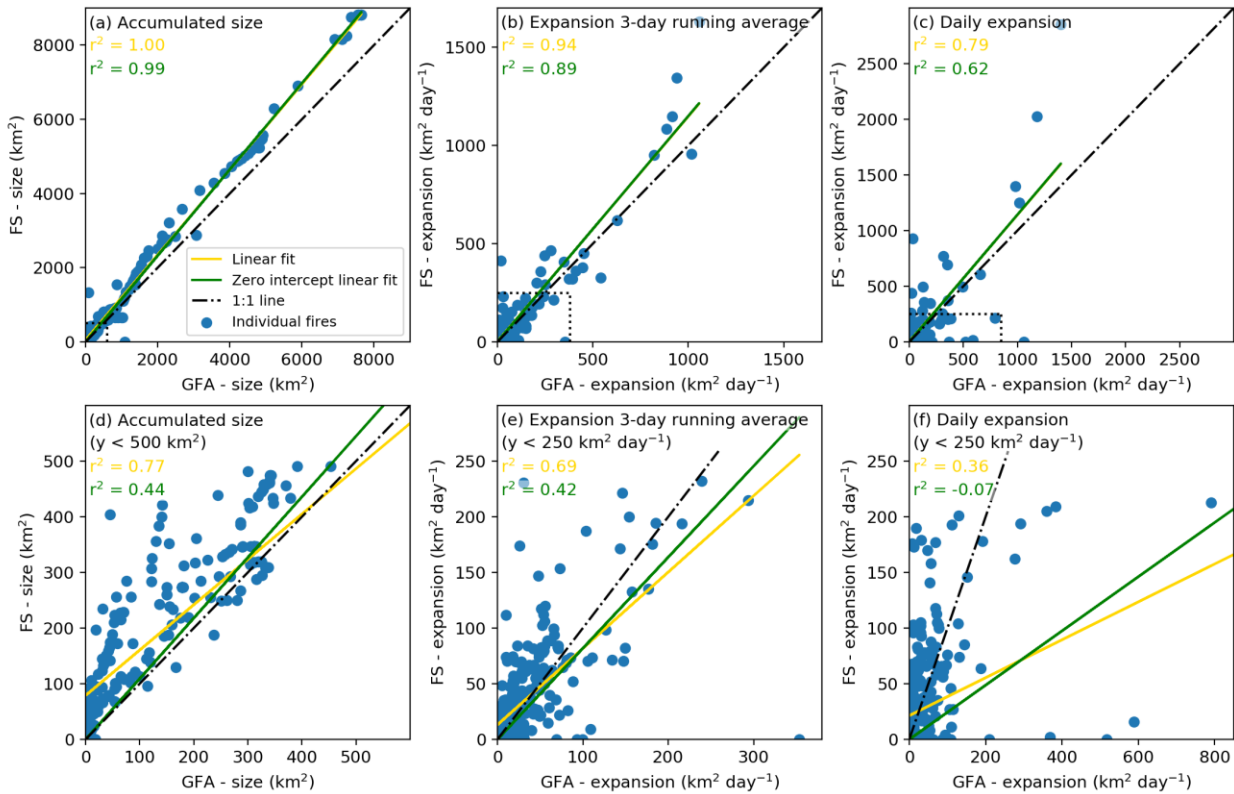 (a) Accumulated size
r² = 1.00
r² = 0.99
FS - size (km²)
8000
6000
4000
2000
0
0 2000 4000 6000 8000
GFA - size (km²)
Linear fit
Zero intercept linear fit
1:1 line
Individual fires
(b) Expansion 3-day running average
r² = 0.94
r² = 0.89
FS - expansion (km² day⁻¹)
1500
1000
500
0
0 500 1000 1500
GFA - expansion (km² day⁻¹)
(c) Daily expansion
r² = 0.79
r² = 0.62
FS - expansion (km² day⁻¹)
2500
2000
1500
1000
500
0
0 500 1000 1500 2000 2500
GFA - expansion (km² day⁻¹)
(d) Accumulated size
(y < 500 km²)
r² = 0.77
r² = 0.44
FS - size (km²)
500
400
300
200
100
0
0 100 200 300 400 500
GFA - size (km²)
(e) Expansion 3-day running average
(y < 250 km² day⁻¹)
r² = 0.69
r² = 0.42
FS - expansion (km² day⁻¹)
250
200
150
100
50
0
0 100 200 300
GFA - expansion (km² day⁻¹)
(f) Daily expansion
(y < 250 km² day⁻¹)
r² = 0.36
r² = -0.07
FS - expansion (km² day⁻¹)
250
200
150
100
50
0
0 200 400 600 800
GFA - expansion (km² day⁻¹)